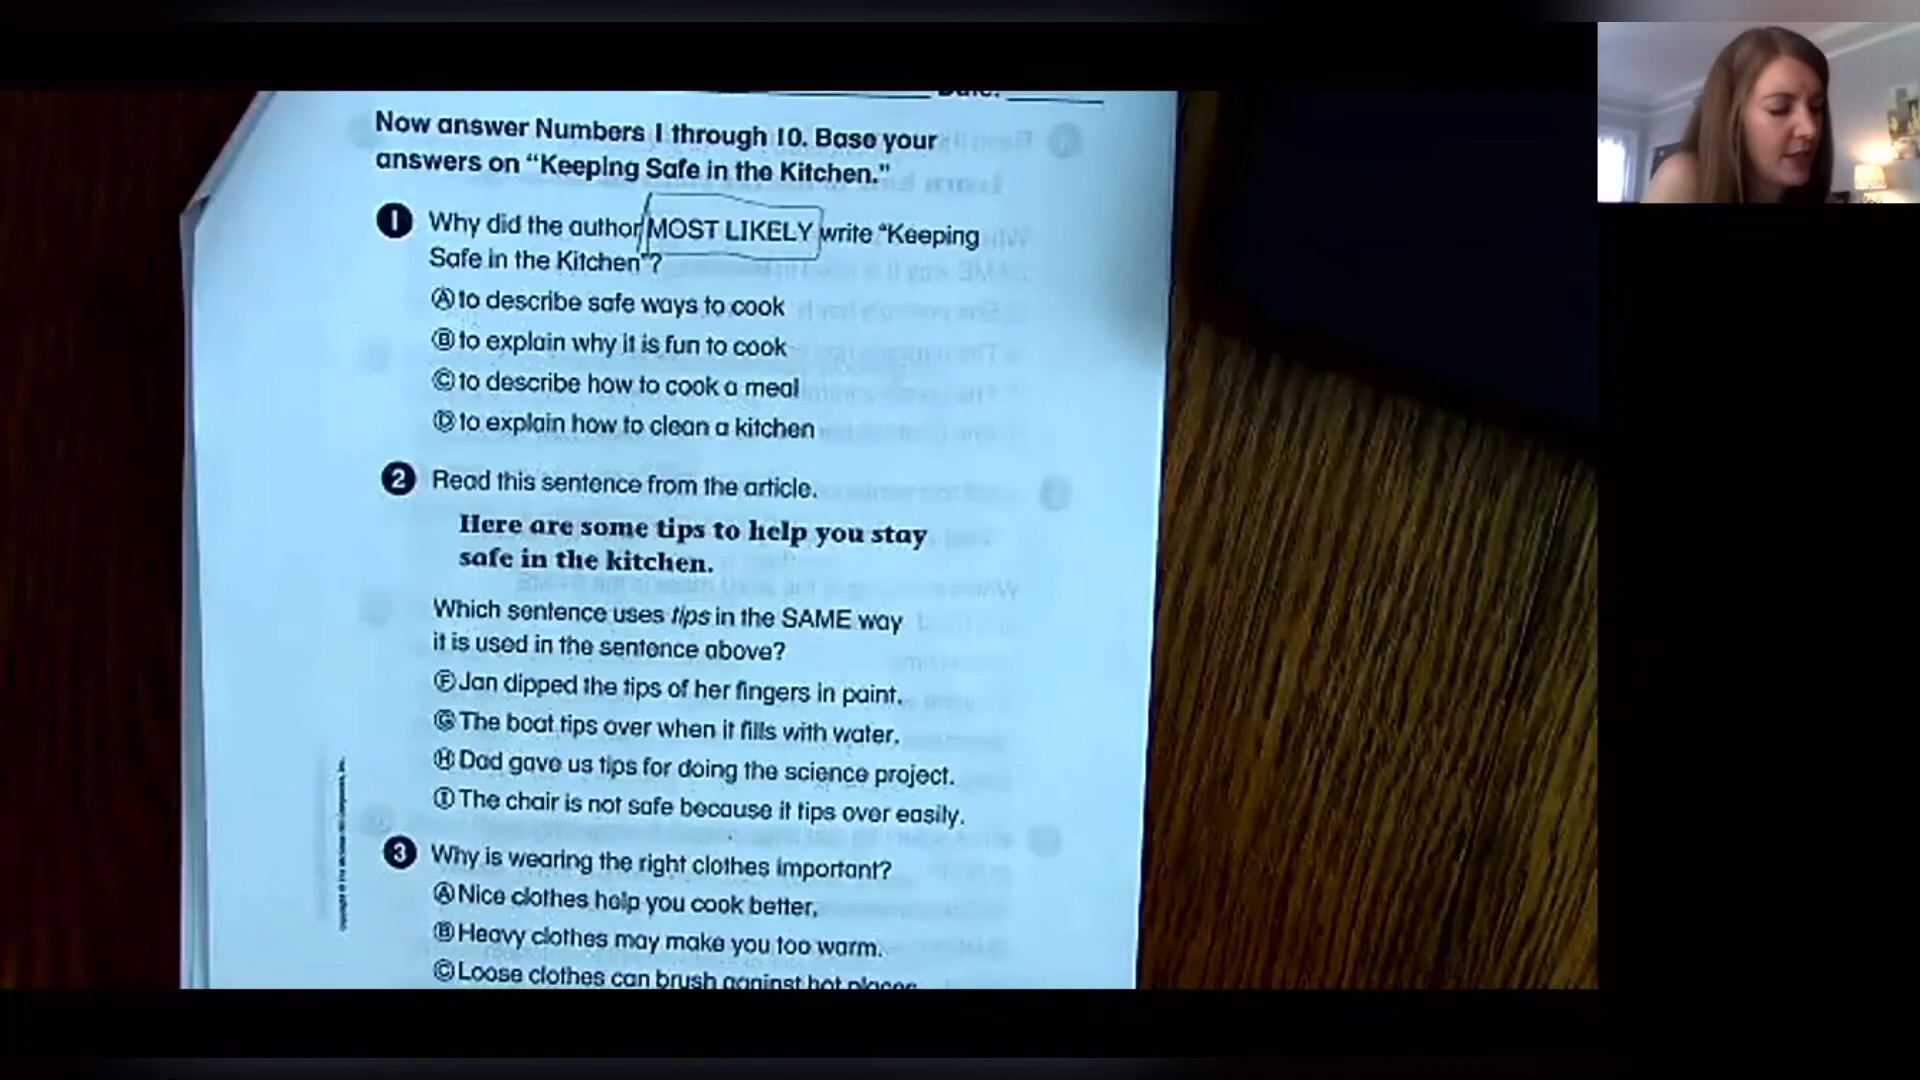 Now answer Numbers 1 through 10. Base your
answers on “Keeping Safe in the Kitchen.”
1 Why did the author MOST LIKELY write “Keeping
Safe in the Kitchen”?
A to describe safe ways to cook
B to explain why it is fun to cook
C to describe how to cook a meal
D to explain how to clean a kitchen
2 Read this sentence from the article.
Here are some tips to help you stay
safe in the kitchen.
Which sentence uses tips in the SAME way
it is used in the sentence above?
F Jan dipped the tips of her fingers in paint.
G The boat tips over when it fills with water.
H Dad gave us tips for doing the science project.
I The chair is not safe because it tips over easily.
3 Why is wearing the right clothes important?
A Nice clothes help you cook better.
B Heavy clothes may make you too warm.
C Loose clothes can brush against hot places.